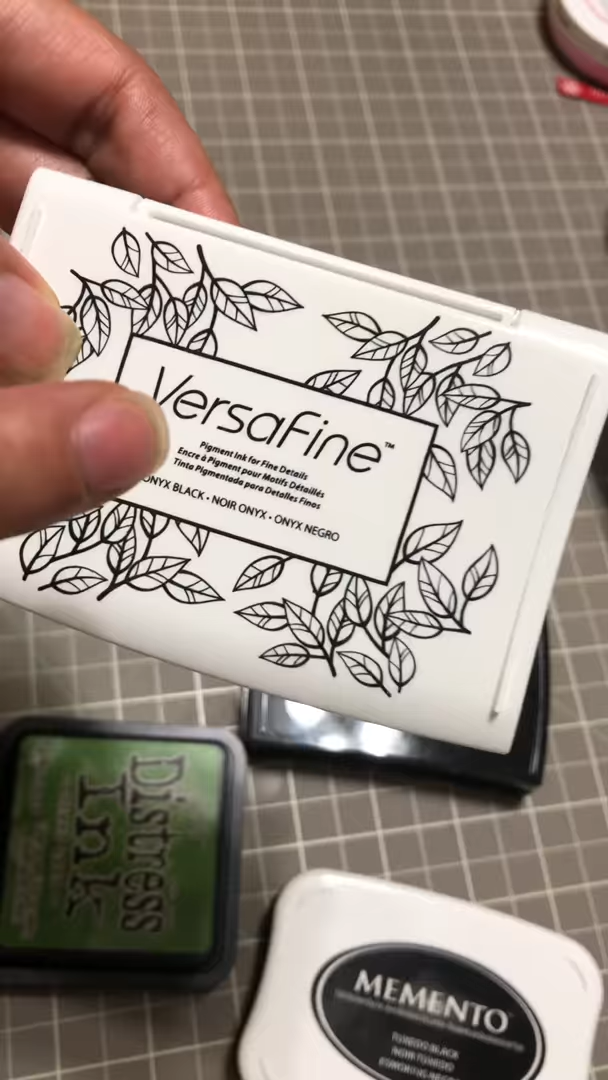 VersaFine™
Pigment Ink for Fine Details
Encre à Pigment pour Motifs Détaillés
Tinta Pigmentada para Detalles Finos
ONYX BLACK • NOIR ONYX • ONYX NEGRO
Distress
Ink
MEMENTO
TUXEDO BLACK
NOIR TUXEDO